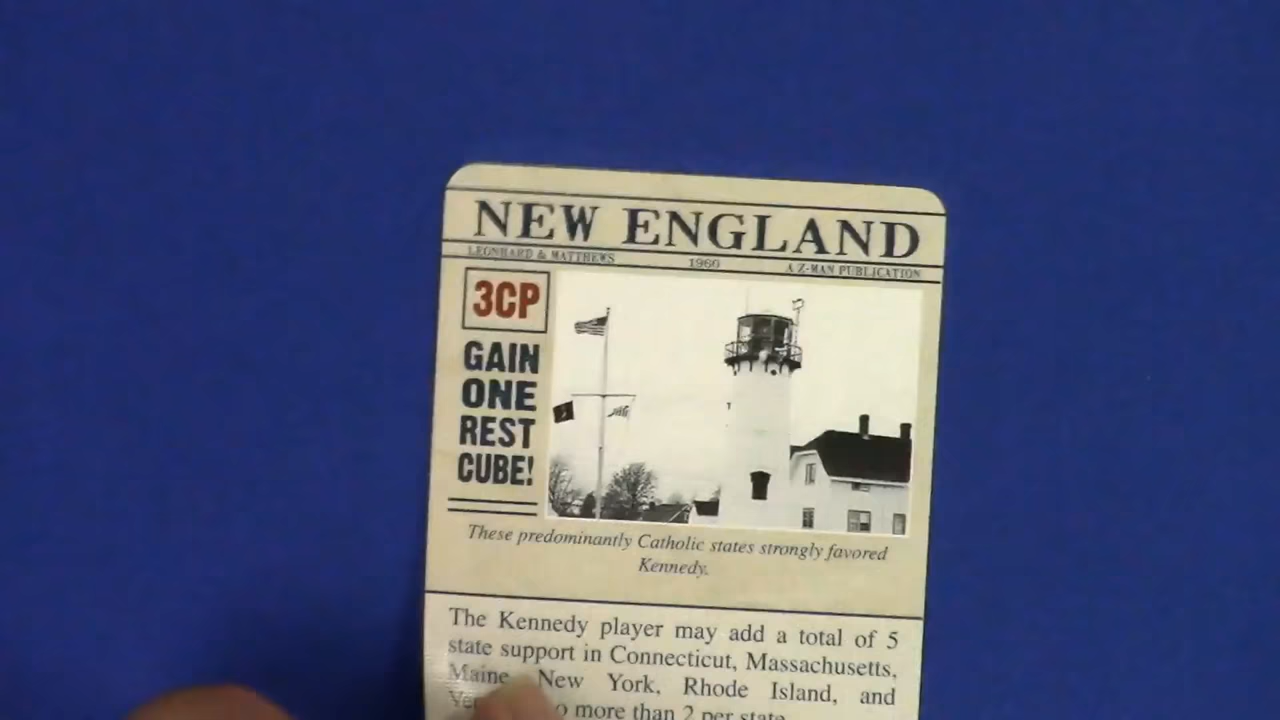 NEW ENGLAND
LEONHARD & MATTHEWS 1960 A Z-MAN PUBLICATION
3CP
GAIN
ONE
REST
CUBE!
These predominantly Catholic states strongly favored
Kennedy.
The Kennedy player may add a total of 5
state support in Connecticut, Massachusetts,
Maine, New York, Rhode Island, and
more than 2 per state